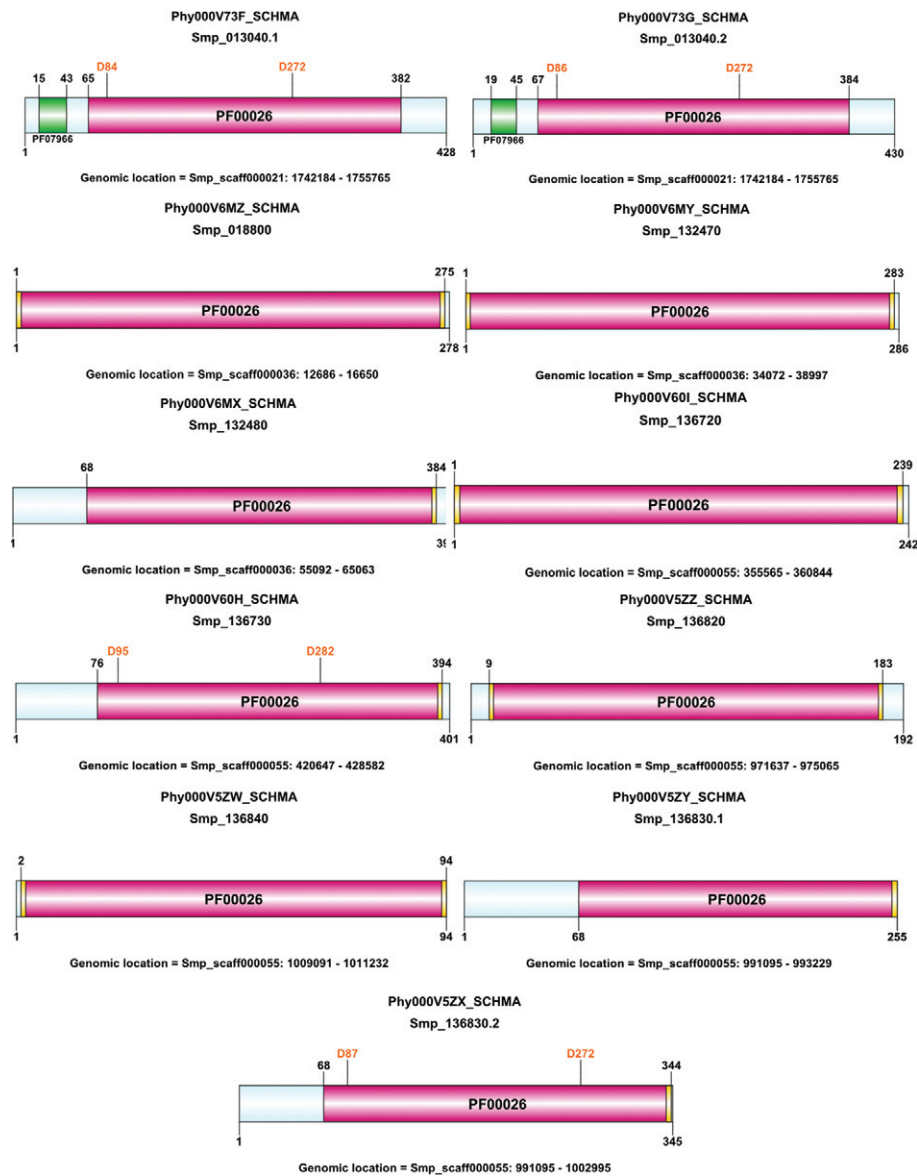 Phy000V73F_SCHMA
Smp_013040.1
D84 D272
15 43 65 382
PF00026
PF07966
1 428
Genomic location = Smp_scaff000021: 1742184 - 1755765
Phy000V73G_SCHMA
Smp_013040.2
D86 D272
19 45 67 384
PF00026
PF07966
1 430
Genomic location = Smp_scaff000021: 1742184 - 1755765
Phy000V6MZ_SCHMA
Smp_018800
1 275
PF00026
1 278
Genomic location = Smp_scaff000036: 12686 - 16650
Phy000V6MY_SCHMA
Smp_132470
1 283
PF00026
1 286
Genomic location = Smp_scaff000036: 34072 - 38997
Phy000V6MX_SCHMA
Smp_132480
68 384
PF00026
1
Genomic location = Smp_scaff000036: 55092 - 65063
Phy000V60I_SCHMA
Smp_136720
1 239
PF00026
1 242
Genomic location = Smp_scaff000055: 355565 - 360844
Phy000V60H_SCHMA
Smp_136730
D95 D282
76 394
PF00026
1 401
Genomic location = Smp_scaff000055: 420647 - 428582
Phy000V5ZZ_SCHMA
Smp_136820
9 183
PF00026
1 192
Genomic location = Smp_scaff000055: 971637 - 975065
Phy000V5ZW_SCHMA
Smp_136840
2 94
PF00026
1 94
Genomic location = Smp_scaff000055: 1009091 - 1011232
Phy000V5ZY_SCHMA
Smp_136830.1
PF00026
1 68 255
Genomic location = Smp_scaff000055: 991095 - 993229
Phy000V5ZX_SCHMA
Smp_136830.2
D87 D272
68 344
PF00026
1 345
Genomic location = Smp_scaff000055: 991095 - 1002995